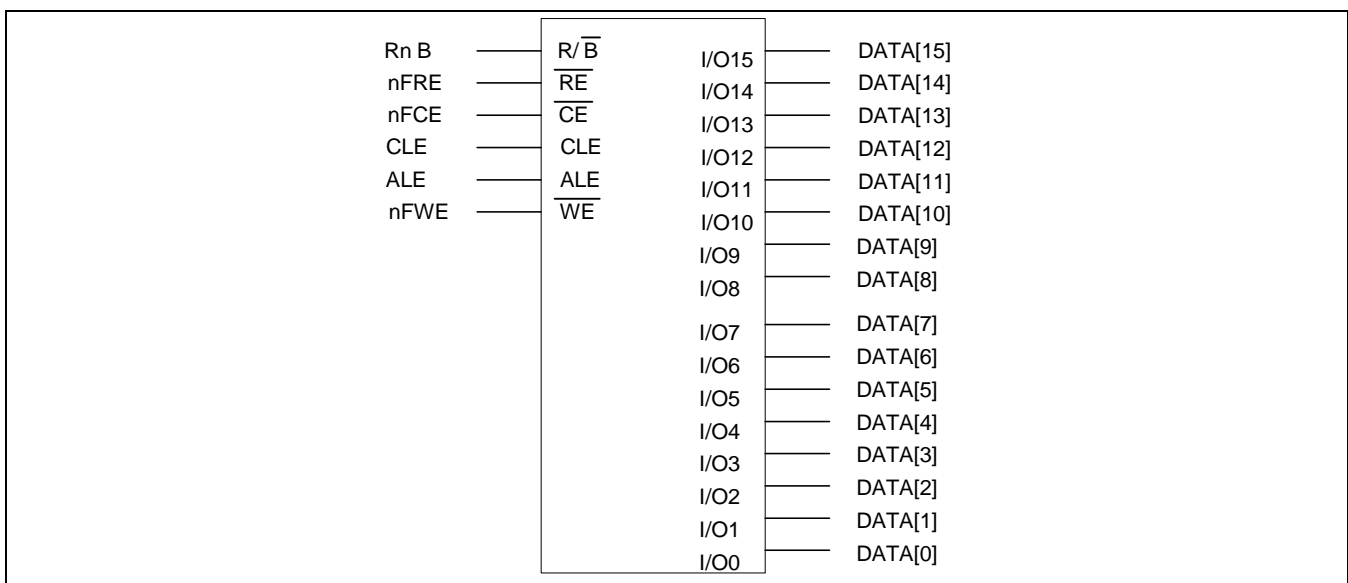 Rn B R/ B I/O15 DATA[15]
nFRE RE I/O14 DATA[14]
nFCE CE I/O13 DATA[13]
CLE CLE I/O12 DATA[12]
ALE ALE I/O11 DATA[11]
nFWE WE I/O10 DATA[10]
I/O9 DATA[9]
I/O8 DATA[8]
I/O7 DATA[7]
I/O6 DATA[6]
I/O5 DATA[5]
I/O4 DATA[4]
I/O3 DATA[3]
I/O2 DATA[2]
I/O1 DATA[1]
I/O0 DATA[0]